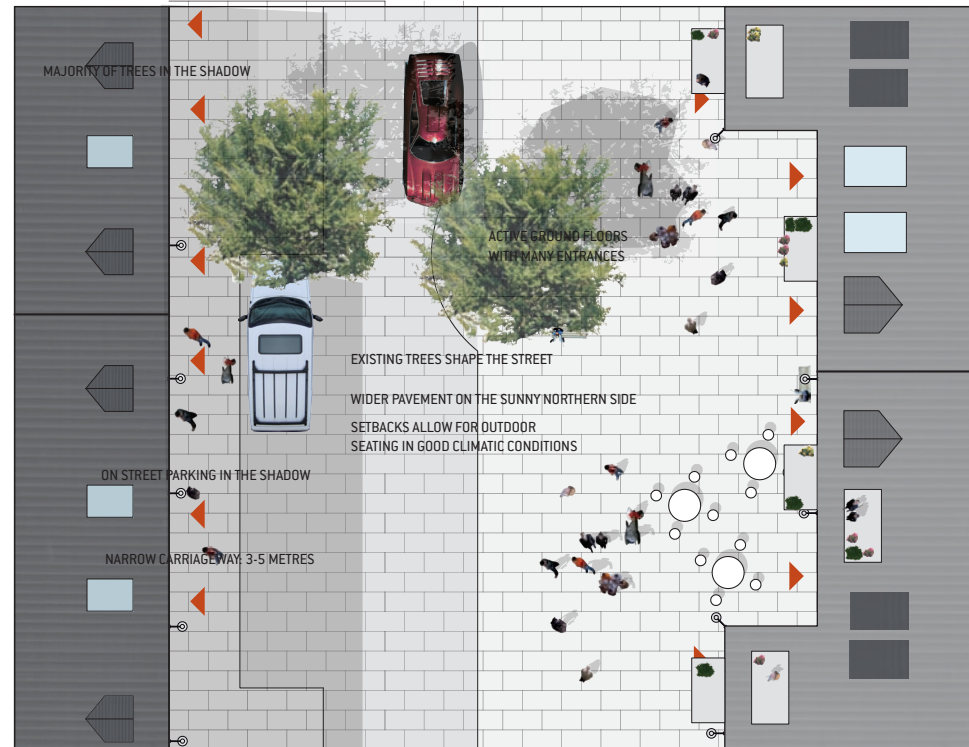 MAJORITY OF TREES IN THE SHADOW
ACTIVE GROUND FLOORS
WITH MANY ENTRANCES
EXISTING TREES SHAPE THE STREET
WIDER PAVEMENT ON THE SUNNY NORTHERN SIDE
SETBACKS ALLOW FOR OUTDOOR
SEATING IN GOOD CLIMATIC CONDITIONS
ON STREET PARKING IN THE SHADOW
NARROW CARRIAGEWAY: 3-5 METRES